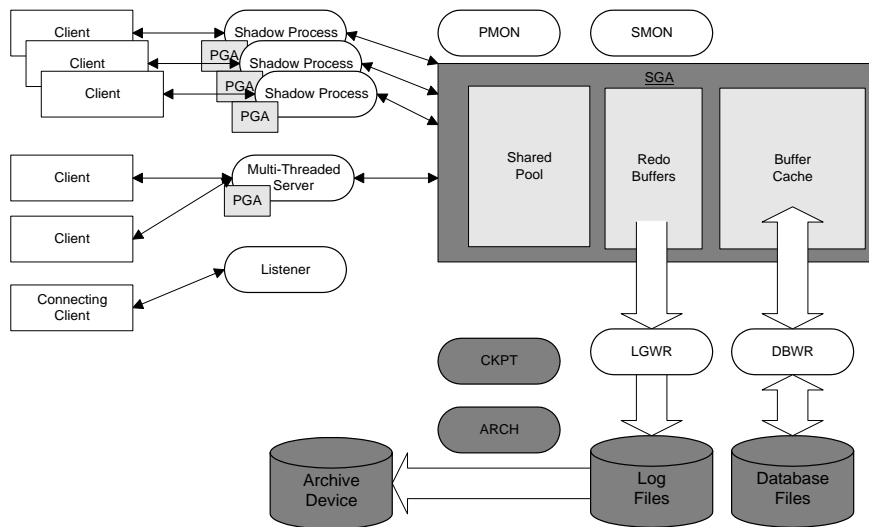 Client
Shadow Process
PGA
Client
Shadow Process
PGA
Client
Shadow Process
PGA
PMON
SMON
SGA
Shared
Pool
Redo
Buffers
Buffer
Cache
Client
Multi-Threaded
Server
PGA
Client
Listener
Connecting
Client
CKPT
LGWR
DBWR
ARCH
Archive
Device
Log
Files
Database
Files